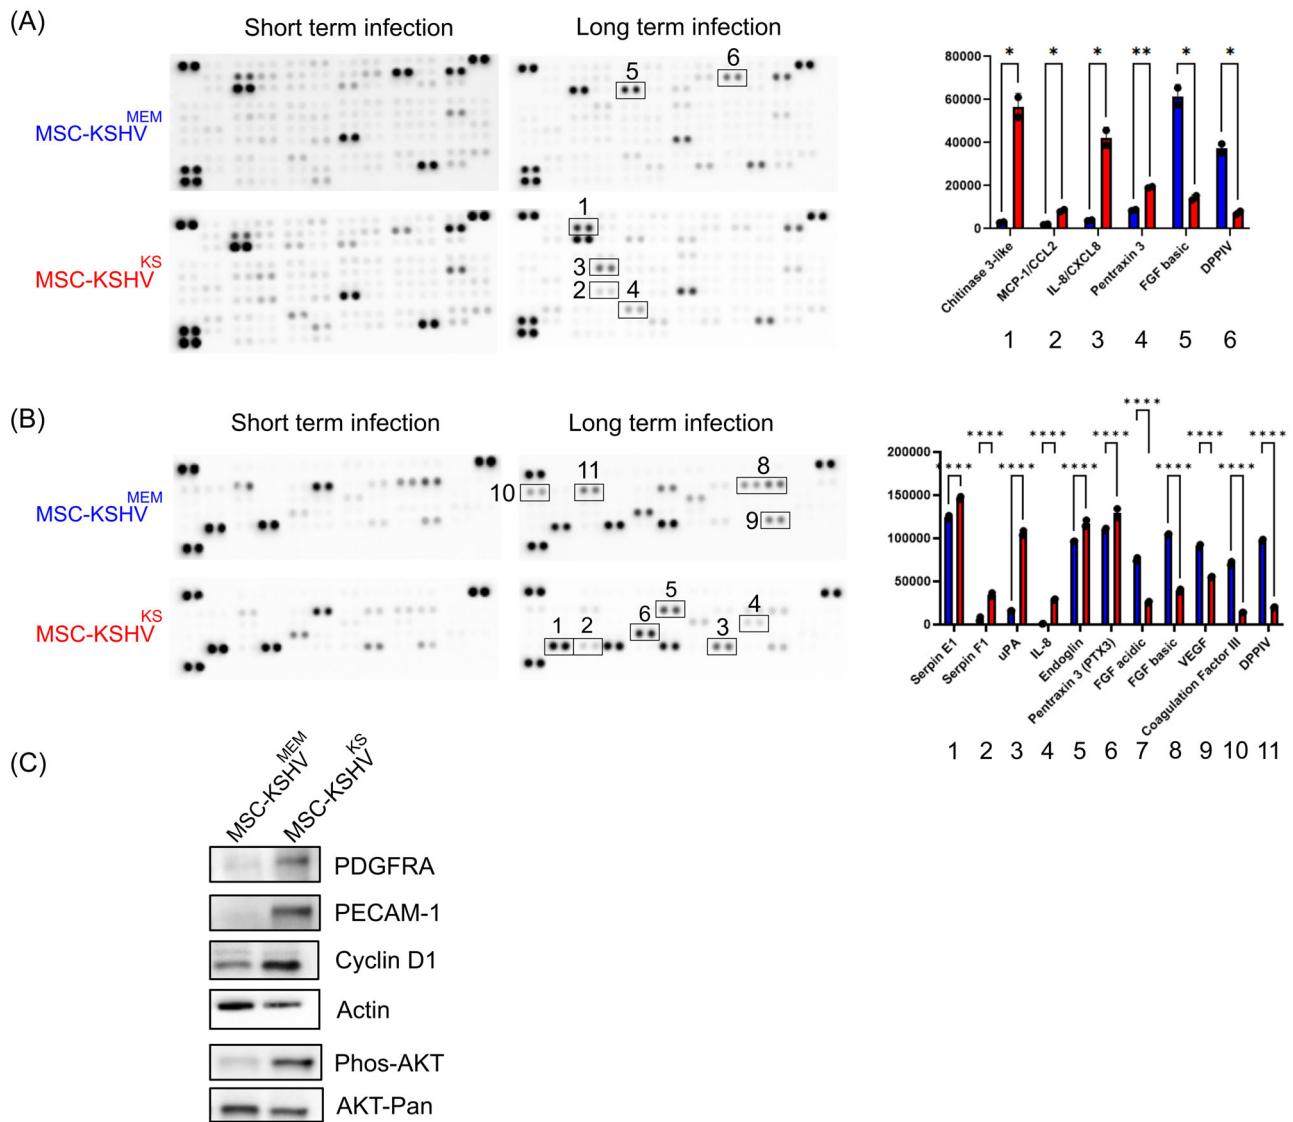 (A)
Short term infection
Long term infection
MSC-KSHV MEM
MSC-KSHV KS
5
6
1
3
2
4
80000
60000
40000
20000
0
* * * ** * *
Chitinase 3-like
MCP-1/CCL2
IL-8/CXCL8
Pentraxin 3
FGF basic
DPPIV
1 2 3 4 5 6
(B)
Short term infection
Long term infection
MSC-KSHV MEM
MSC-KSHV KS
10
11
8
9
1
2
6
5
3
4
200000
150000
100000
50000
0
**** **** **** **** **** **** **** **** **** **** ****
Serpin E1
Serpin F1
uPA
IL-8
Endoglin
Pentraxin 3 (PTX3)
FGF acidic
FGF basic
VEGF
Coagulation Factor III
DPPIV
1 2 3 4 5 6 7 8 9 10 11
(C)
MSC-KSHV MEM
MSC-KSHV KS
PDGFRA
PECAM-1
Cyclin D1
Actin
Phos-AKT
AKT-Pan